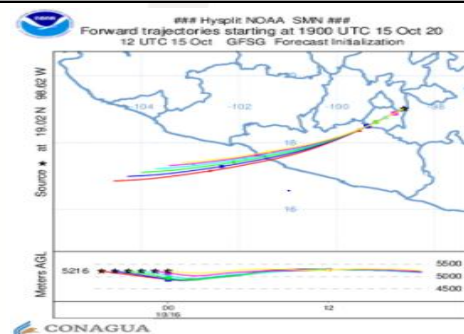 ### Hysplit NOAA SMN ###
Forward trajectories starting at 1900 UTC 15 Oct 20
12 UTC 15 Oct GFSG Forecast Initialization
Source ★ at 19.02 N 98.62 W
-104
-102
-100
-98
18
16
Meters AGL
5216
5500
5000
4500
00
10/16
12
CONAGUA